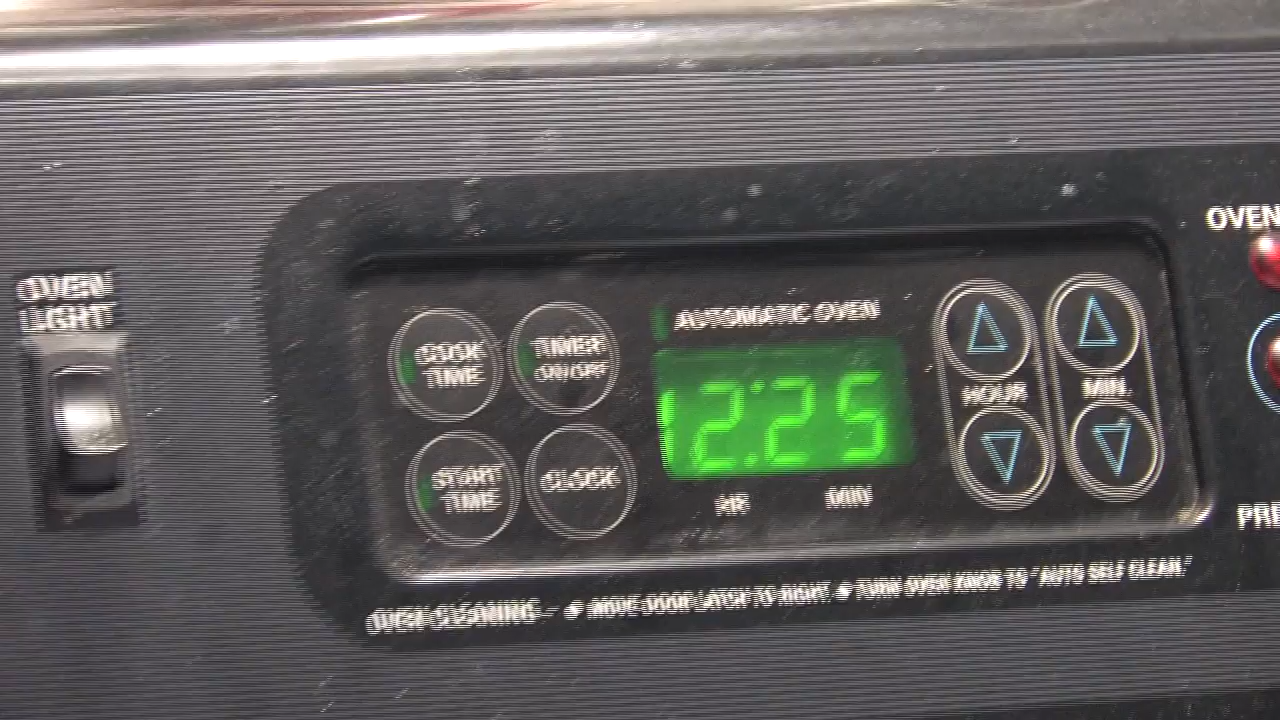 OVEN
LIGHT
COOK
TIME
TIMER
ON/OFF
START
TIME
CLOCK
AUTOMATIC OVEN
12:25
HR MIN
HOUR
MIN.
OVEN
PRE
OVEN CLEANING - • MOVE DOOR LATCH TO RIGHT. • TURN OVEN KNOB TO "AUTO SELF CLEAN."